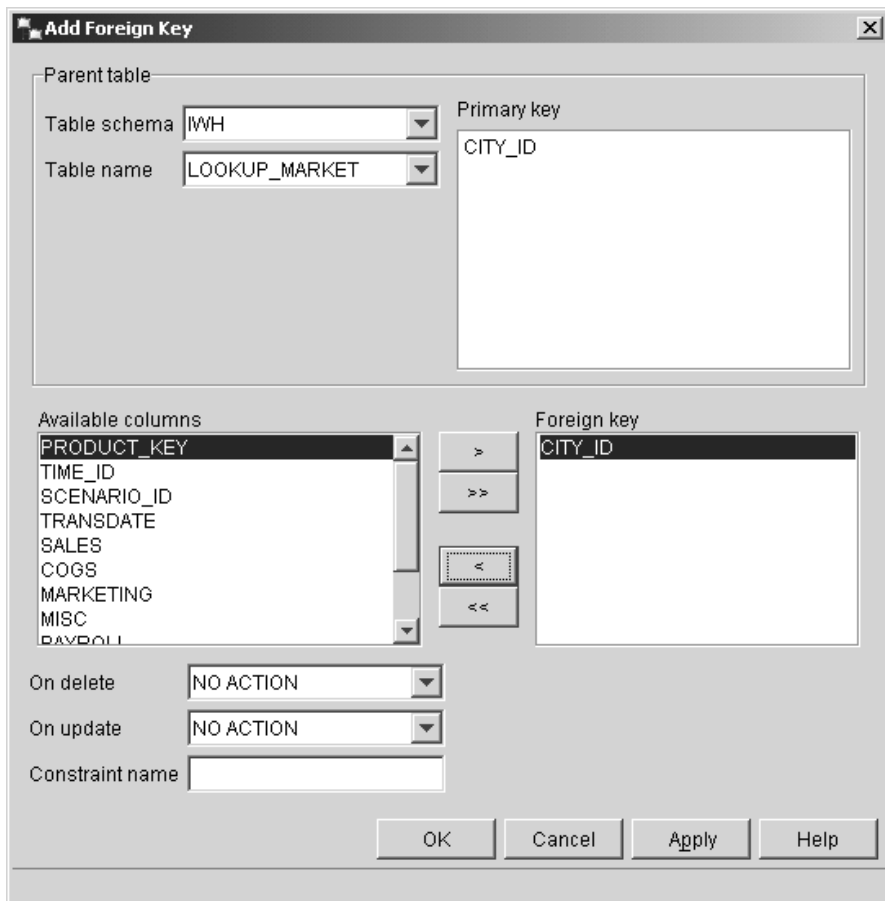 Add Foreign Key
Parent table
Table schema IWH
Table name LOOKUP_MARKET
Primary key
CITY_ID
Available columns
PRODUCT_KEY
TIME_ID
SCENARIO_ID
TRANSDATE
SALES
COGS
MARKETING
MISC
PAYROLL
>
>>
<
<<
Foreign key
CITY_ID
On delete NO ACTION
On update NO ACTION
Constraint name
OK Cancel Apply Help